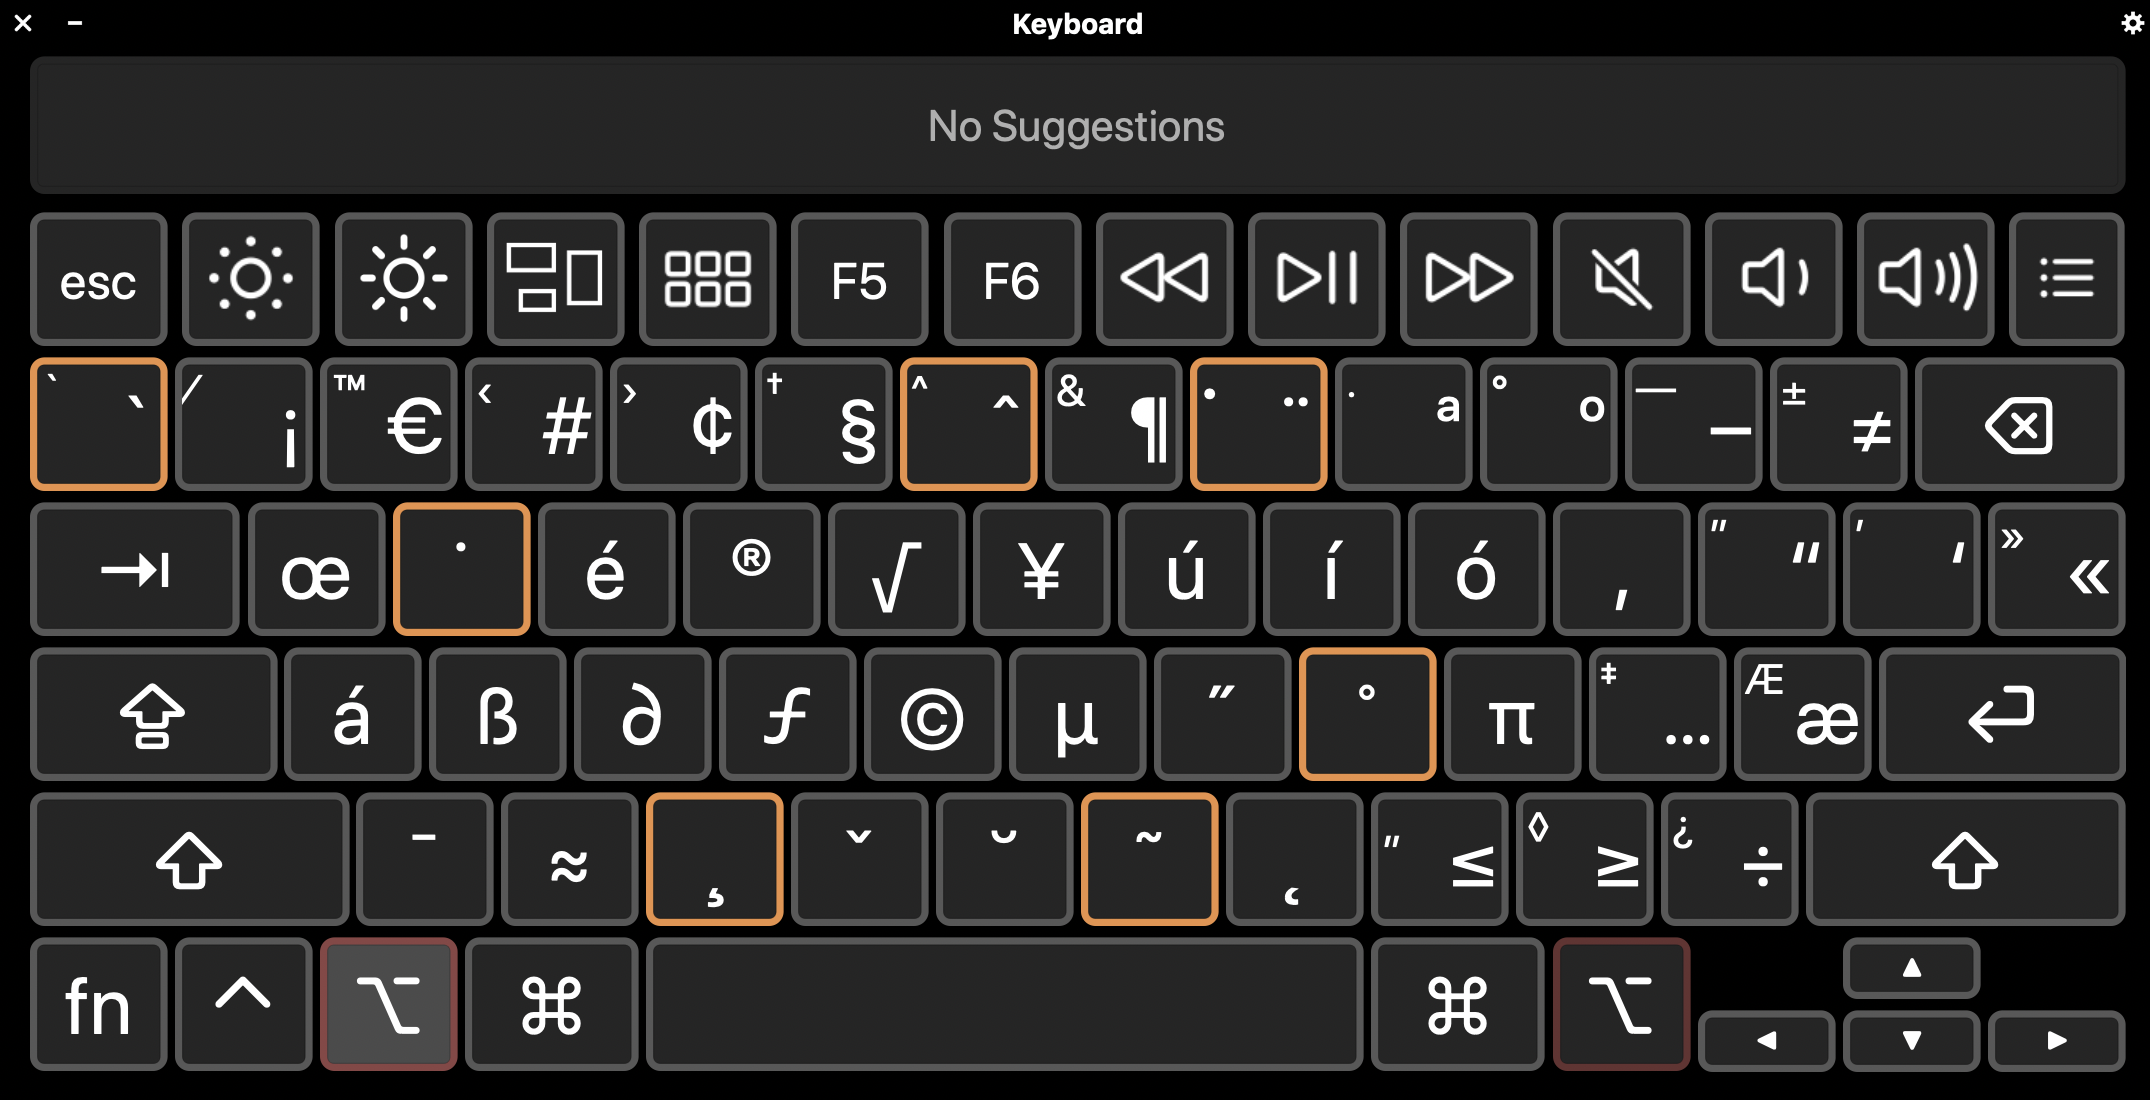 Keyboard
No Suggestions
esc F5 F6
` ` ⁄ ¡ ™ € ‹ # › ¢ † § ^ ^ & ¶ • ¨ · ª ° º — – ± ≠
œ ˙ é ® √ ¥ ú í ó , " “ ' ‘ » «
á ß ∂ ƒ © µ ˝ ° π ‡ … Æ æ
¯ ≈ ¸ ˇ ˘ ˜ ˛ " ≤ ◊ ≥ ¿ ÷
fn ^ ⌥ ⌘ ⌘ ⌥